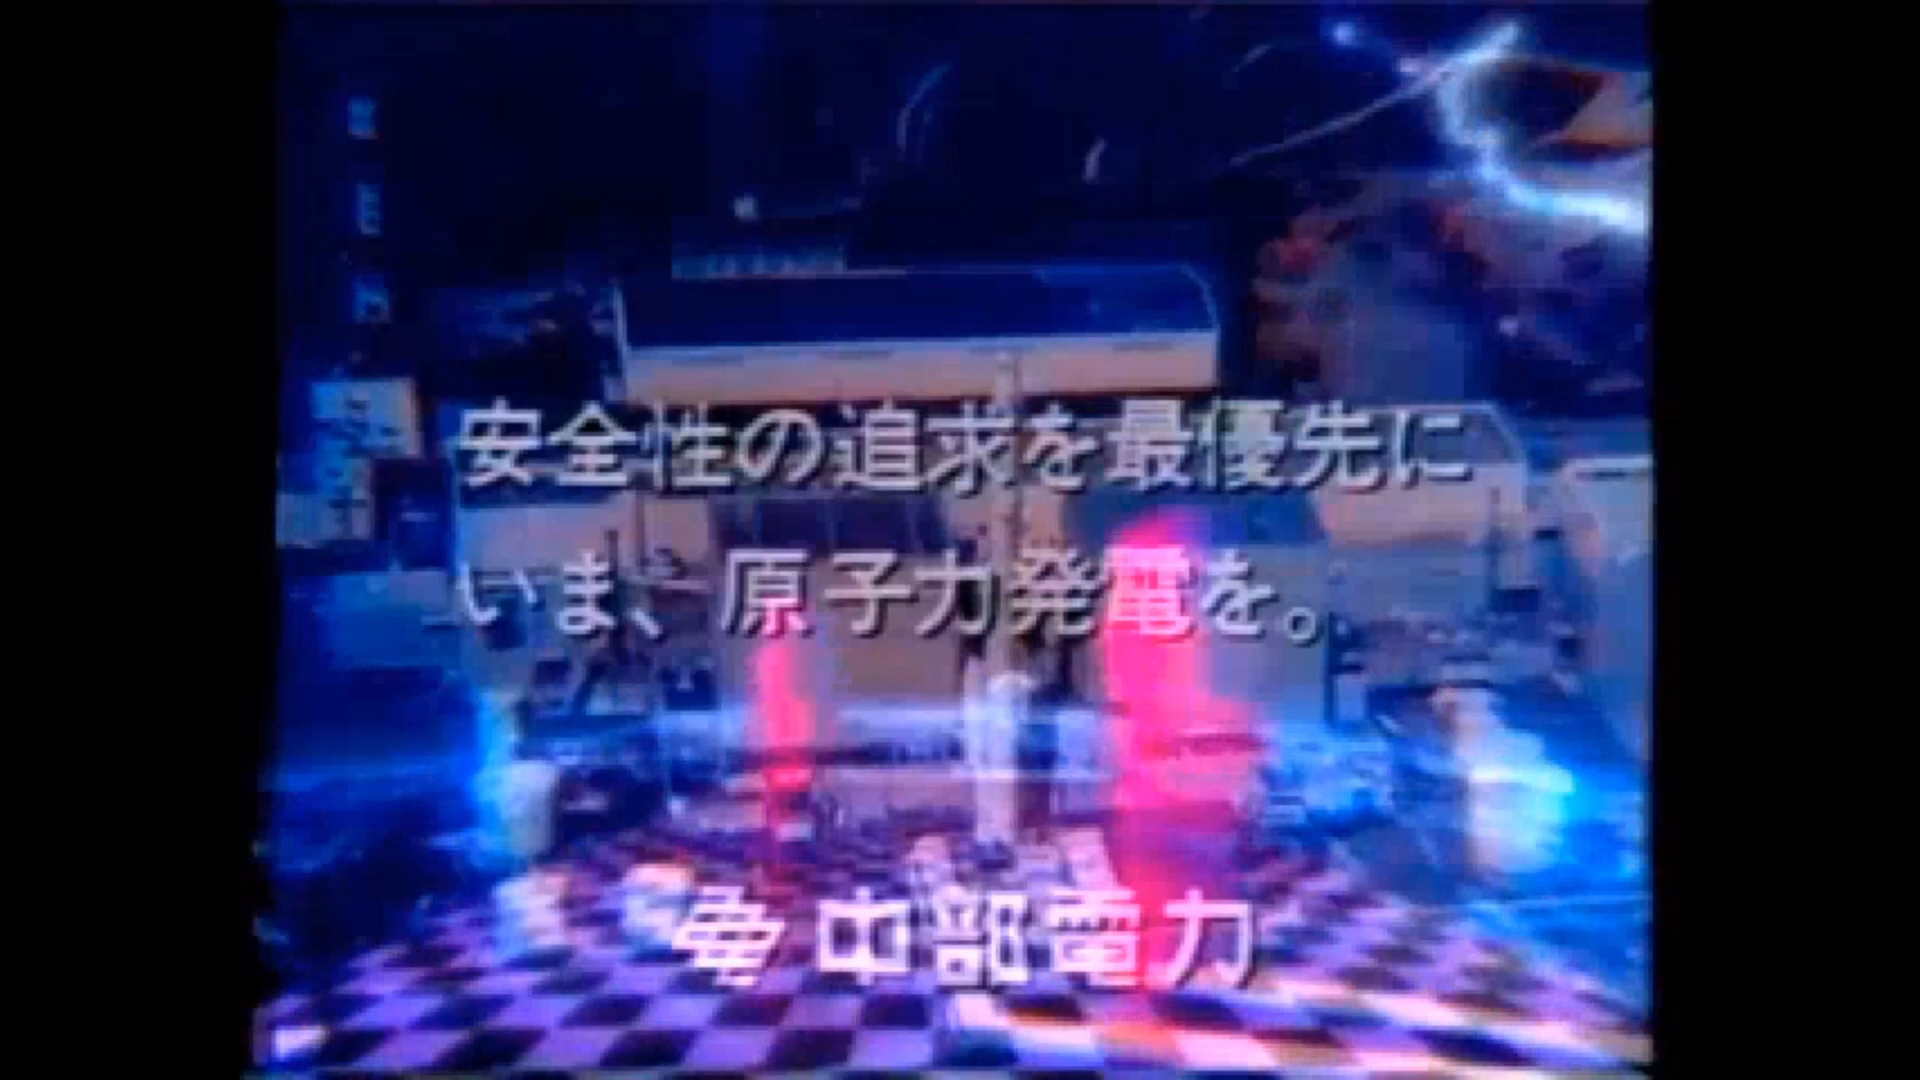 安全性の追求を最優先に
いま、原子力発電を。
中部電力